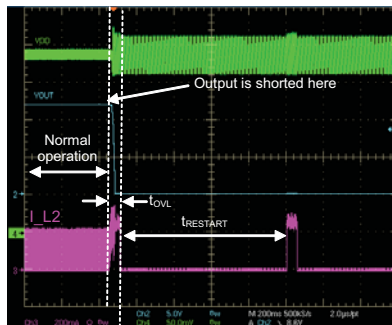 VDD
VOUT
Output is shorted here
Normal
operation
tOVL
I_L2
tRESTART
2
4
3
Ch2 5.0V
M 200ms 500kS/s 2.0µs/pt
Ch3 200mA
Ch4 50.0mV
A Ch2 8.6V